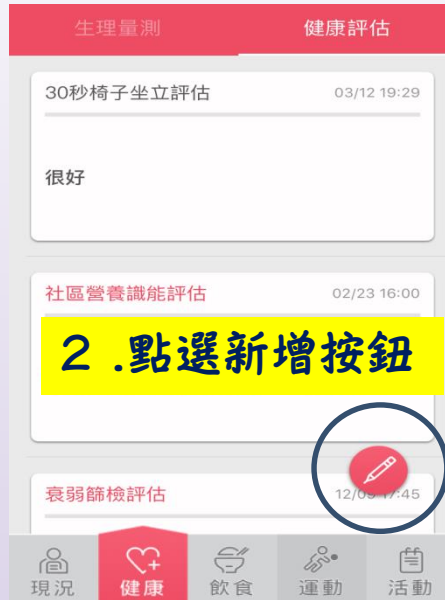 生理量測
健康評估
30秒椅子坐立評估
03/12 19:29
很好
社區營養識能評估
02/23 16:00
2 .點選新增按鈕
衰弱篩檢評估
現況
健康
飲食
運動
活動